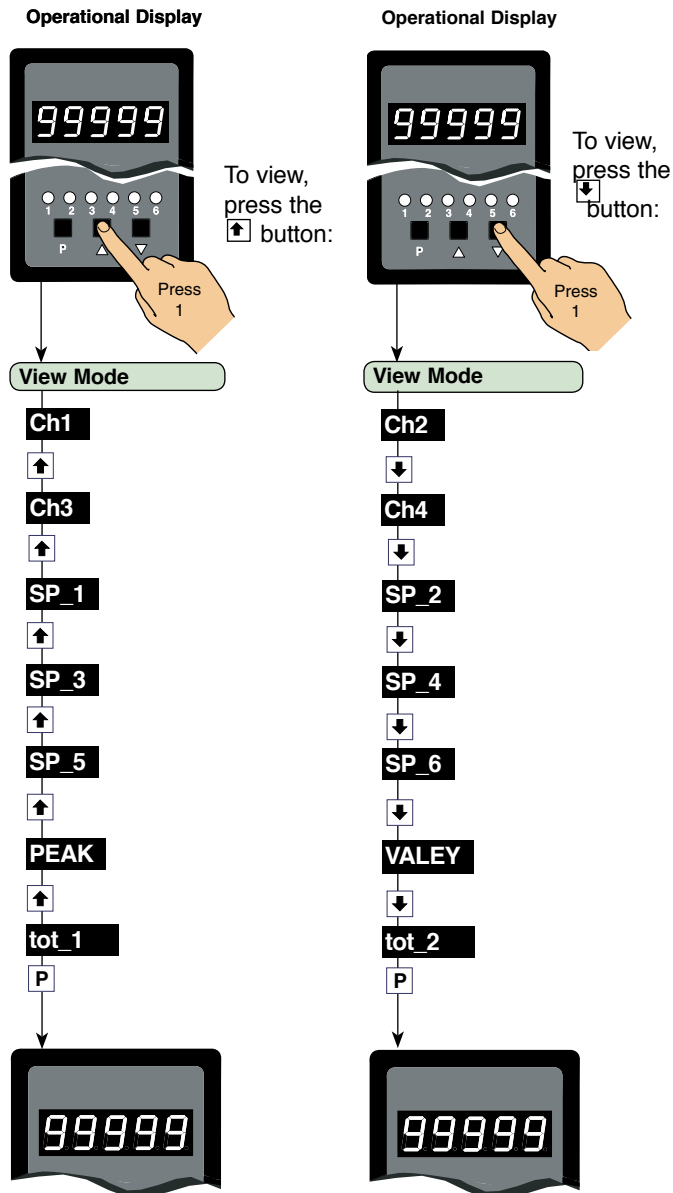 Operational Display
99999
1 2 3 4 5 6
P
Press
1
To view,
press the
button:
View Mode
Ch1
Ch3
SP_1
SP_3
SP_5
PEAK
tot_1
P
99999
Operational Display
99999
1 2 3 4 5 6
P
Press
1
To view,
press the
button:
View Mode
Ch2
Ch4
SP_2
SP_4
SP_6
VALEY
tot_2
P
99999